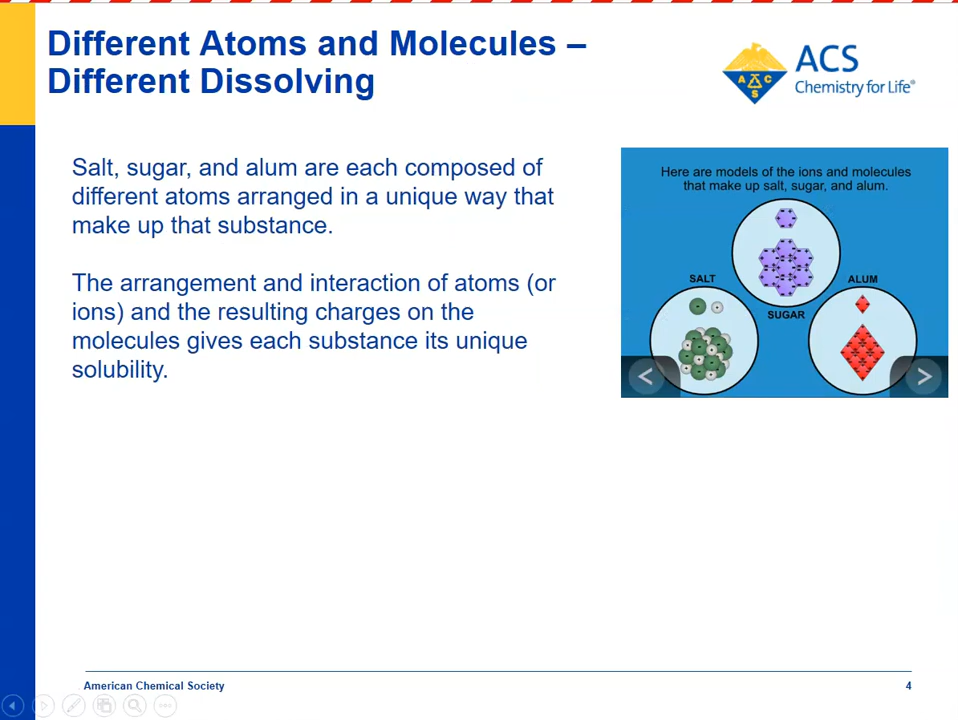 Different Atoms and Molecules –
Different Dissolving
A C
S
ACS
Chemistry for Life®
Salt, sugar, and alum are each composed of
different atoms arranged in a unique way that
make up that substance.
The arrangement and interaction of atoms (or
ions) and the resulting charges on the
molecules gives each substance its unique
solubility.
Here are models of the ions and molecules
that make up salt, sugar, and alum.
SALT
SUGAR
ALUM
< >
American Chemical Society
4